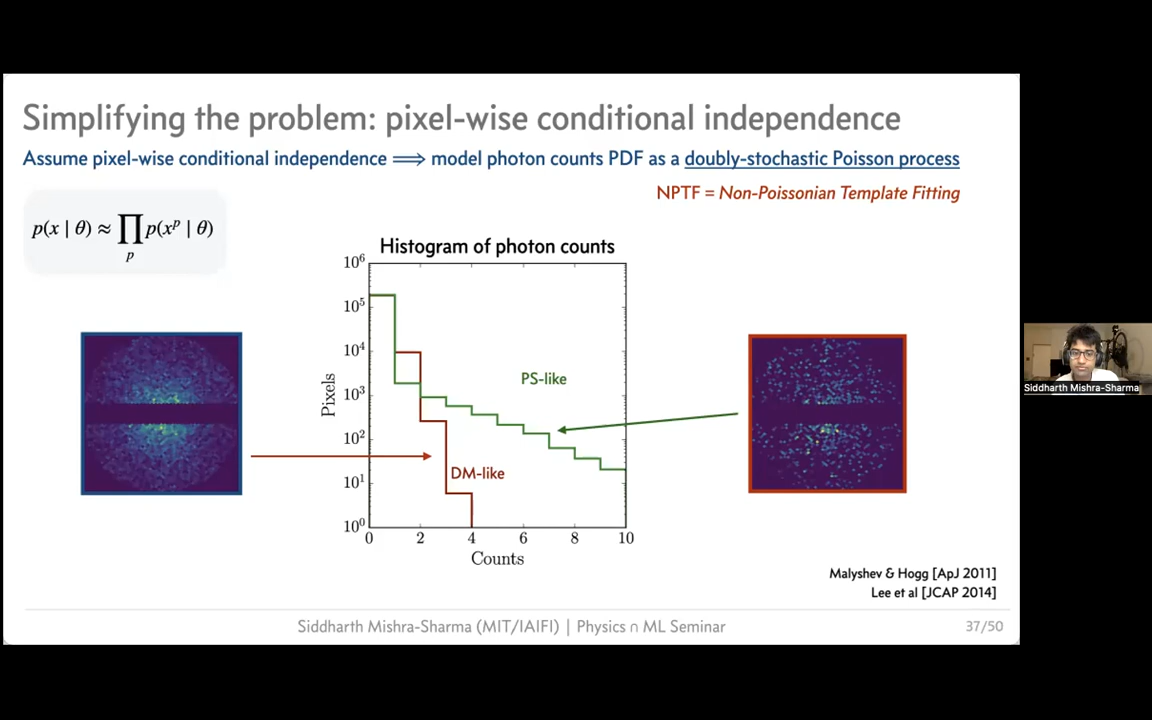 Simplifying the problem: pixel-wise conditional independence
Assume pixel-wise conditional independence ⟹ model photon counts PDF as a doubly-stochastic Poisson process
NPTF = Non-Poissonian Template Fitting
p(x | θ) ≈ ∏_p p(x^p | θ)
Histogram of photon counts
10^6
10^5
10^4
10^3
10^2
10^1
10^0
Pixels
PS-like
DM-like
0 2 4 6 8 10
Counts
Siddharth Mishra-Sharma
Malyshev & Hogg [ApJ 2011]
Lee et al [JCAP 2014]
Siddharth Mishra-Sharma (MIT/IAIFI) | Physics ∩ ML Seminar
37/50